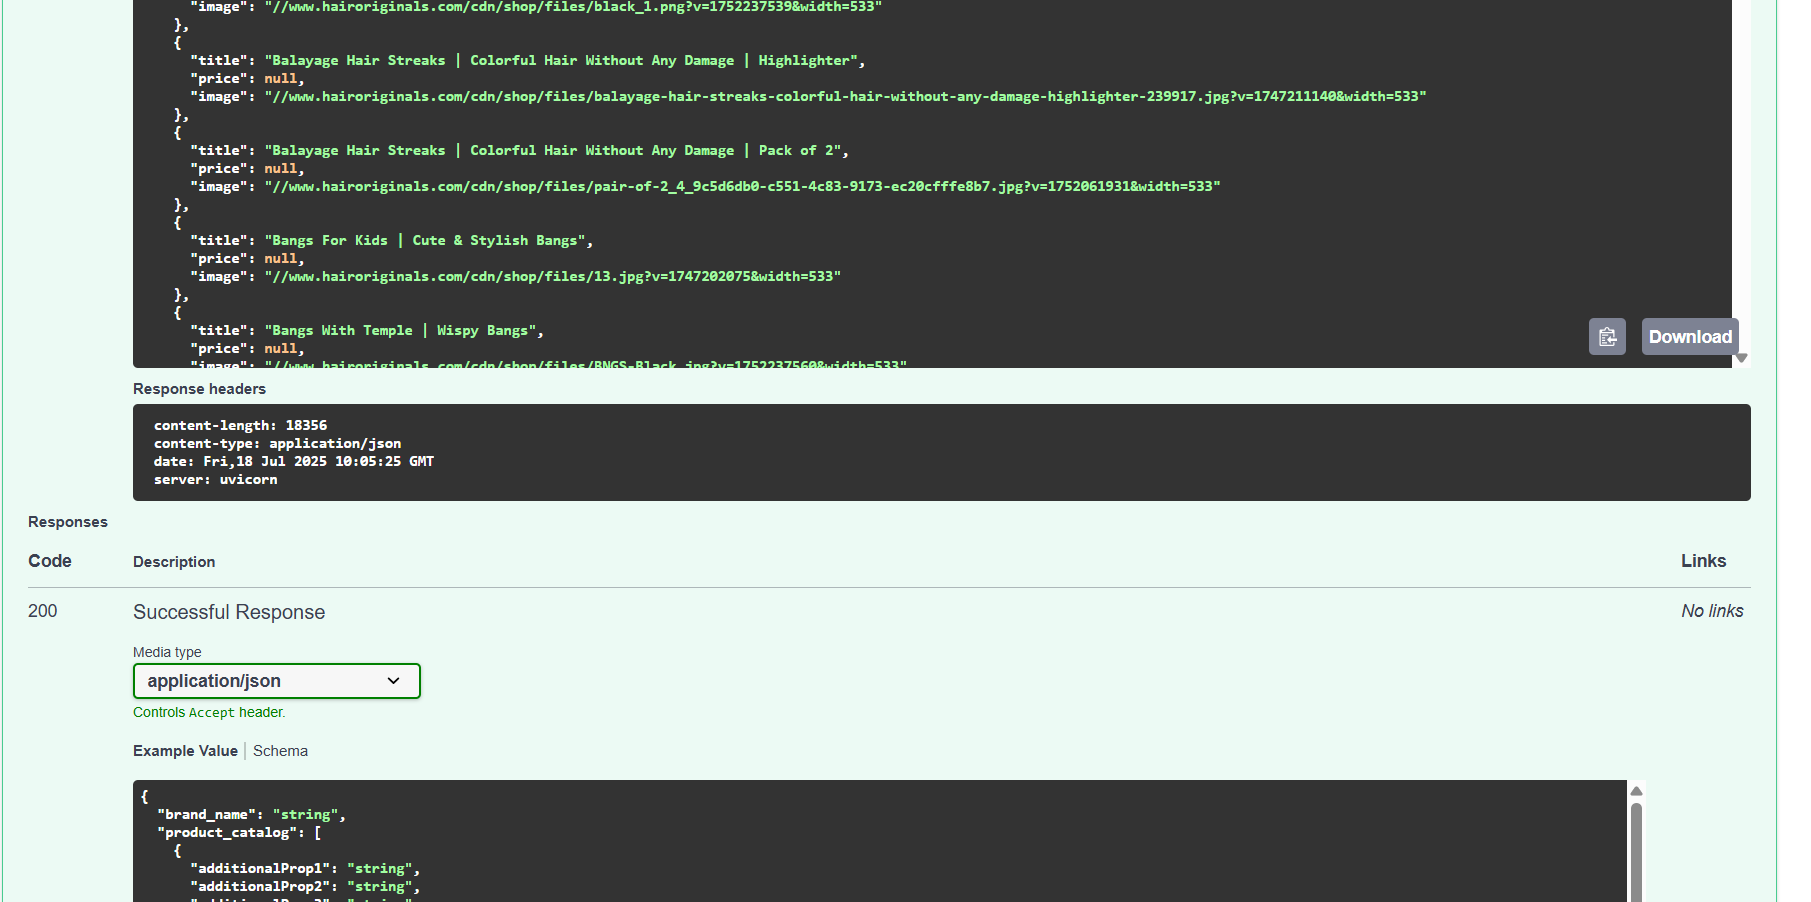 "image": "//www.hairoriginals.com/cdn/shop/files/black_1.png?v=1752237539&width=533"
},
{
"title": "Balayage Hair Streaks | Colorful Hair Without Any Damage | Highlighter",
"price": null,
"image": "//www.hairoriginals.com/cdn/shop/files/balayage-hair-streaks-colorful-hair-without-any-damage-highlighter-239917.jpg?v=1747211140&width=533"
},
{
"title": "Balayage Hair Streaks | Colorful Hair Without Any Damage | Pack of 2",
"price": null,
"image": "//www.hairoriginals.com/cdn/shop/files/pair-of-2_4_9c5d6db0-c551-4c83-9173-ec20cfffe8b7.jpg?v=1752061931&width=533"
},
{
"title": "Bangs For Kids | Cute & Stylish Bangs",
"price": null,
"image": "//www.hairoriginals.com/cdn/shop/files/13.jpg?v=1747202075&width=533"
},
{
"title": "Bangs With Temple | Wispy Bangs",
"price": null,
"image": "//www.hairoriginals.com/cdn/shop/files/BNGS-Black.jpg?v=1752237560&width=533"
Download
Response headers
content-length: 18356
content-type: application/json
date: Fri,18 Jul 2025 10:05:25 GMT
server: uvicorn
Responses
Code Description Links
200 Successful Response No links
Media type
application/json
Controls Accept header.
Example Value | Schema
{
"brand_name": "string",
"product_catalog": [
{
"additionalProp1": "string",
"additionalProp2": "string",
"additionalProp3": "string"